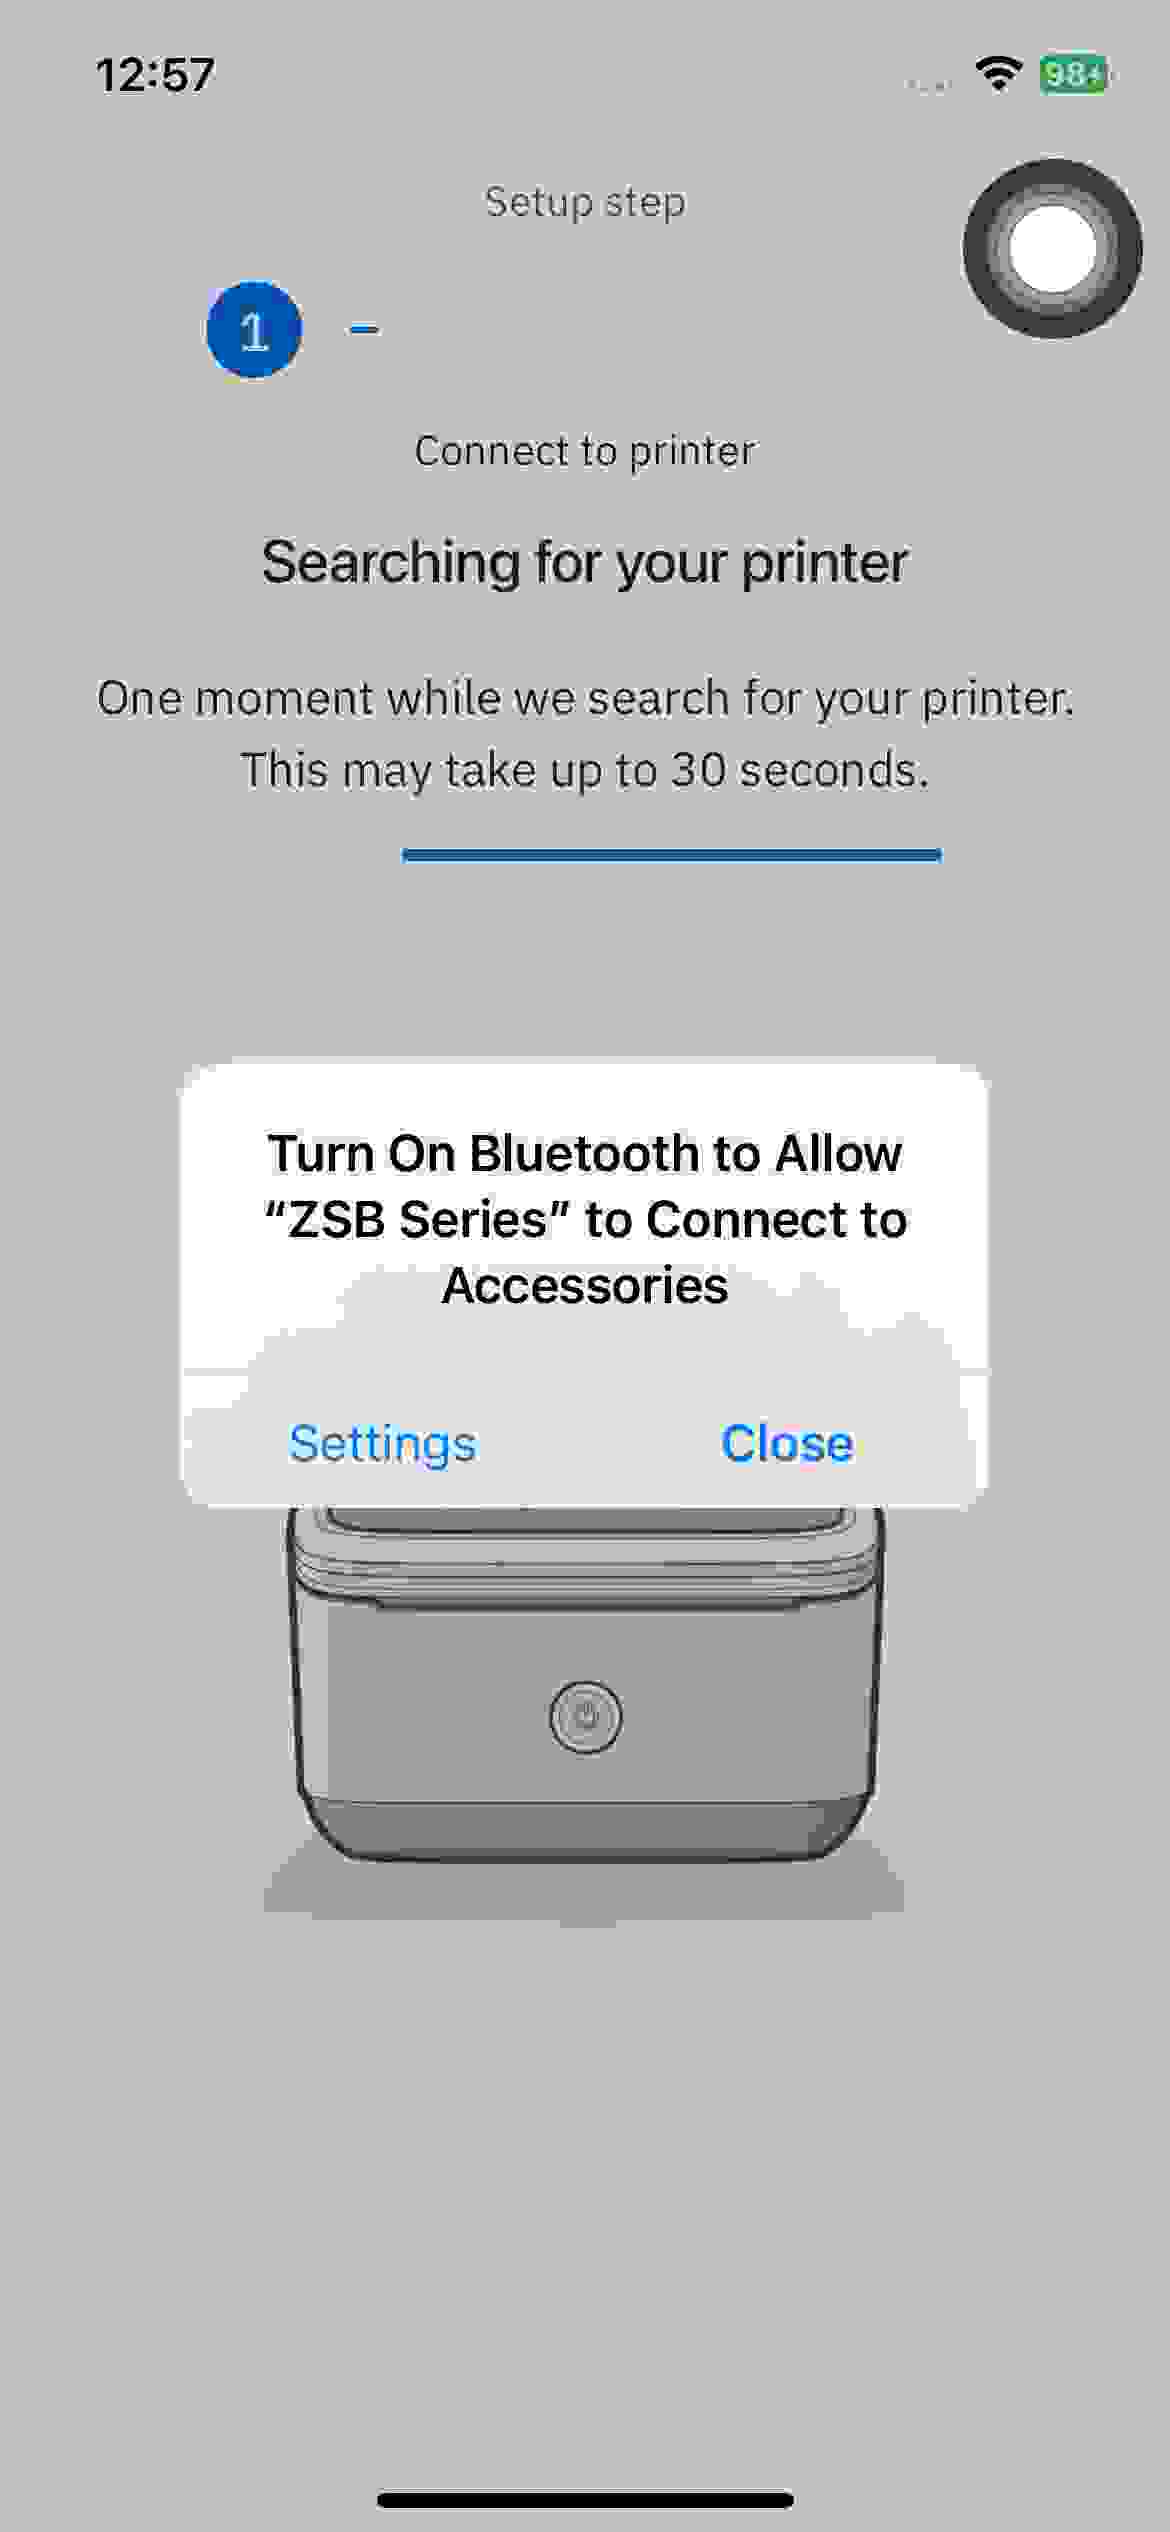 12:57
98
Setup step
1
Connect to printer
Searching for your printer
One moment while we search for your printer.
This may take up to 30 seconds.
Turn On Bluetooth to Allow
“ZSB Series” to Connect to
Accessories
Settings
Close